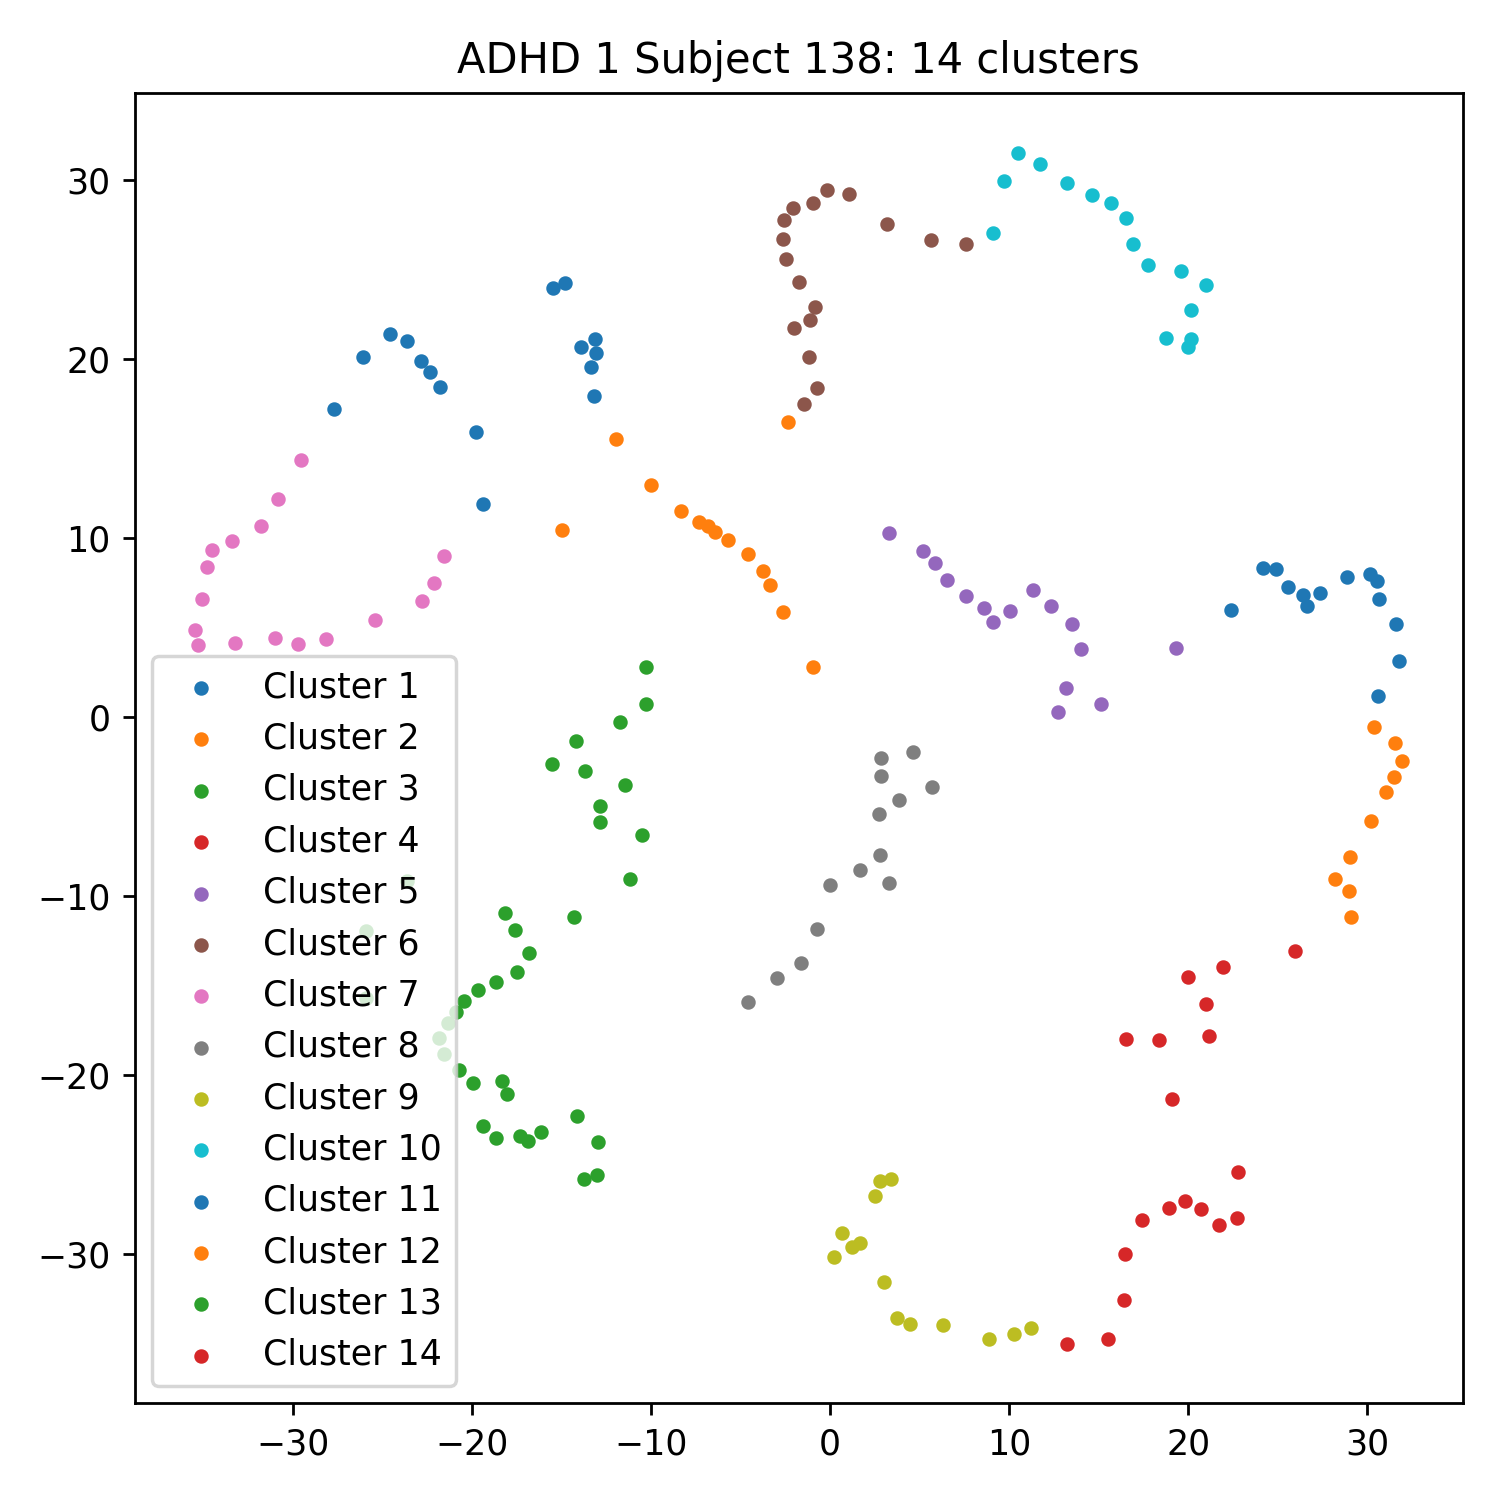 ADHD 1 Subject 138: 14 clusters
30
20
10
0
−10
−20
−30
Cluster 1
Cluster 2
Cluster 3
Cluster 4
Cluster 5
Cluster 6
Cluster 7
Cluster 8
Cluster 9
Cluster 10
Cluster 11
Cluster 12
Cluster 13
Cluster 14
−30 −20 −10 0 10 20 30